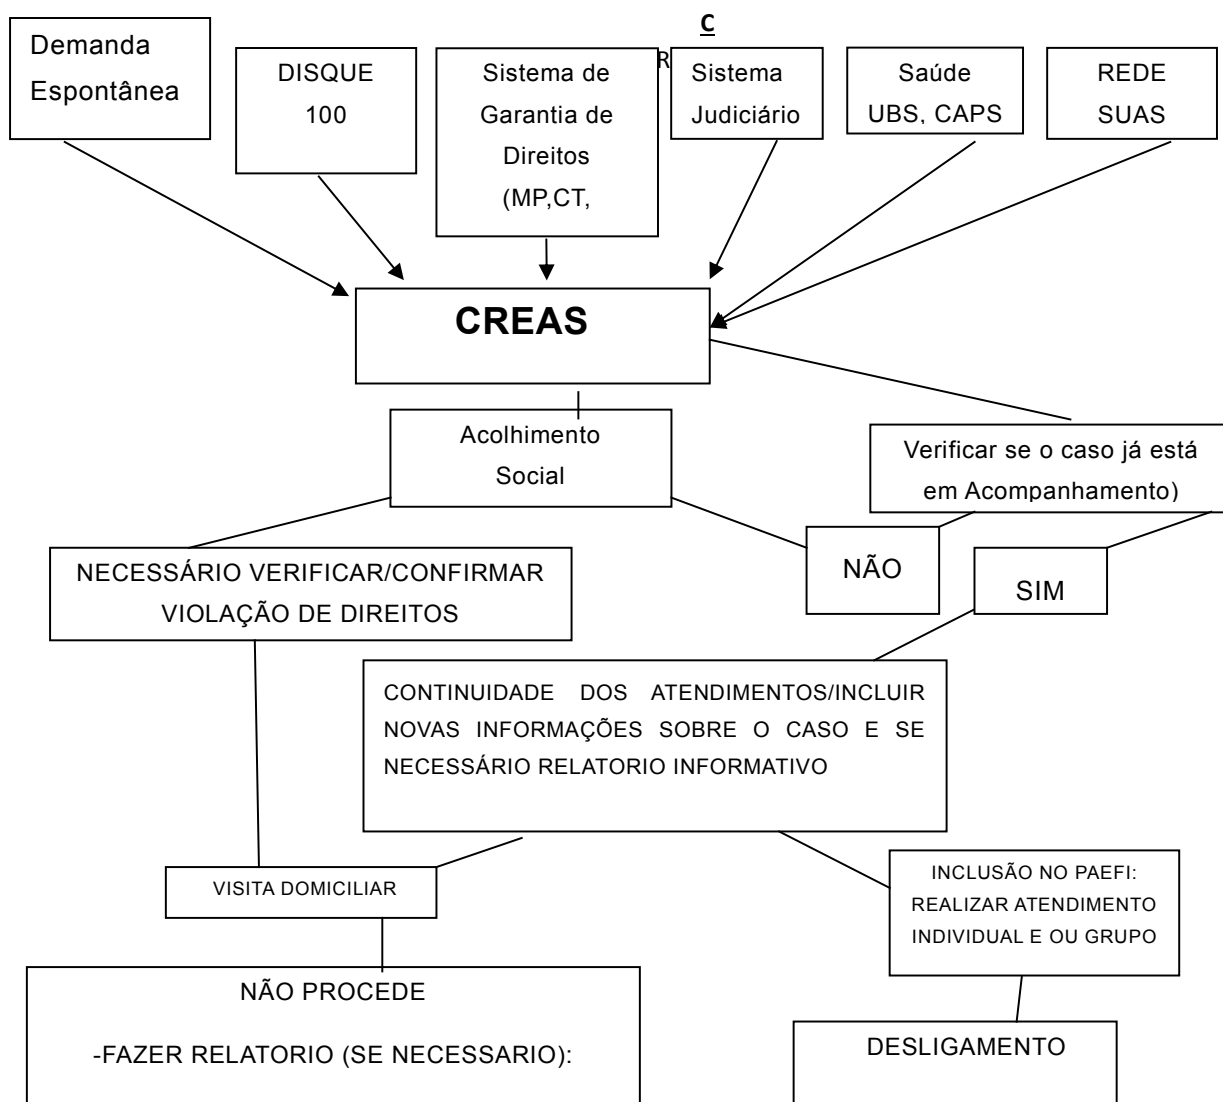 C
R
Demanda
Espontânea
DISQUE
100
Sistema de
Garantia de
Direitos
(MP,CT,
Sistema
Judiciário
Saúde
UBS, CAPS
REDE
SUAS
CREAS
Acolhimento
Social
Verificar se o caso já está
em Acompanhamento)
NÃO
SIM
NECESSÁRIO VERIFICAR/CONFIRMAR
VIOLAÇÃO DE DIREITOS
CONTINUIDADE DOS ATENDIMENTOS/INCLUIR
NOVAS INFORMAÇÕES SOBRE O CASO E SE
NECESSÁRIO RELATORIO INFORMATIVO
VISITA DOMICILIAR
INCLUSÃO NO PAEFI:
REALIZAR ATENDIMENTO
INDIVIDUAL E OU GRUPO
NÃO PROCEDE
-FAZER RELATORIO (SE NECESSARIO):
DESLIGAMENTO